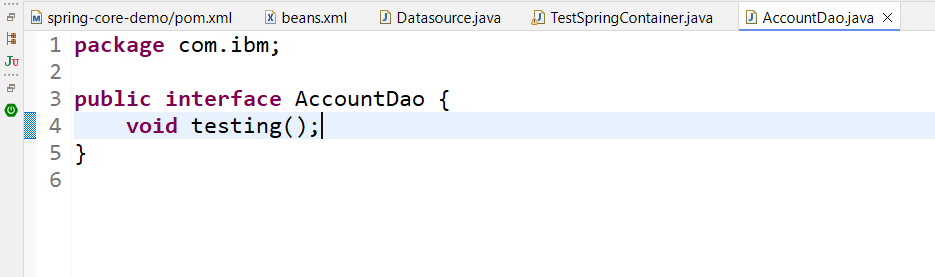 spring-core-demo/pom.xml beans.xml Datasource.java TestSpringContainer.java AccountDao.java
1 package com.ibm;
2
3 public interface AccountDao {
4 void testing();
5 }
6
JU